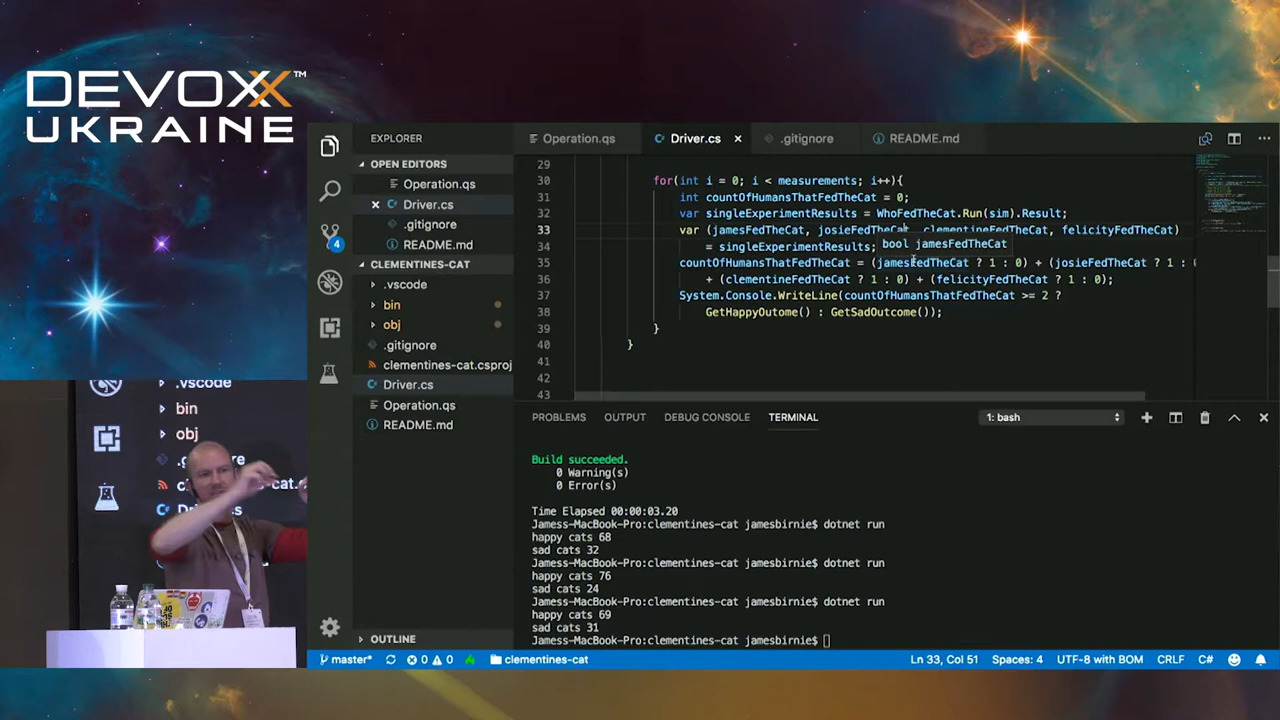 DEVOXX™
UKRAINE
EXPLORER
OPEN EDITORS
Operation.qs
Driver.cs
.gitignore
README.md
CLEMENTINES-CAT
.vscode
bin
obj
.gitignore
clementines-cat.csproj
Driver.cs
Operation.qs
README.md
OUTLINE
4
Operation.qs
Driver.cs
.gitignore
README.md
29
30 for(int i = 0; i < measurements; i++){
31 int countOfHumansThatFedTheCat = 0;
32 var singleExperimentResults = WhoFedTheCat.Run(sim).Result;
33 var (jamesFedTheCat, josieFedTheCat, clementineFedTheCat, felicityFedTheCat)
34 = singleExperimentResults;
bool jamesFedTheCat
35 countOfHumansThatFedTheCat = (jamesFedTheCat ? 1 : 0) + (josieFedTheCat ? 1 : 0
36 + (clementineFedTheCat ? 1 : 0) + (felicityFedTheCat ? 1 : 0);
37 System.Console.WriteLine(countOfHumansThatFedTheCat >= 2 ?
38 GetHappyOutome() : GetSadOutcome());
39 }
40 }
41
42
43
PROBLEMS OUTPUT DEBUG CONSOLE TERMINAL 1: bash
Build succeeded.
0 Warning(s)
0 Error(s)
Time Elapsed 00:00:03.20
Jamess-MacBook-Pro:clementines-cat jamesbirnie$ dotnet run
happy cats 68
sad cats 32
Jamess-MacBook-Pro:clementines-cat jamesbirnie$ dotnet run
happy cats 76
sad cats 24
Jamess-MacBook-Pro:clementines-cat jamesbirnie$ dotnet run
happy cats 69
sad cats 31
Jamess-MacBook-Pro:clementines-cat jamesbirnie$
master* 0 0 clementines-cat Ln 33, Col 51 Spaces: 4 UTF-8 with BOM CRLF C#
.vscode
bin
obj